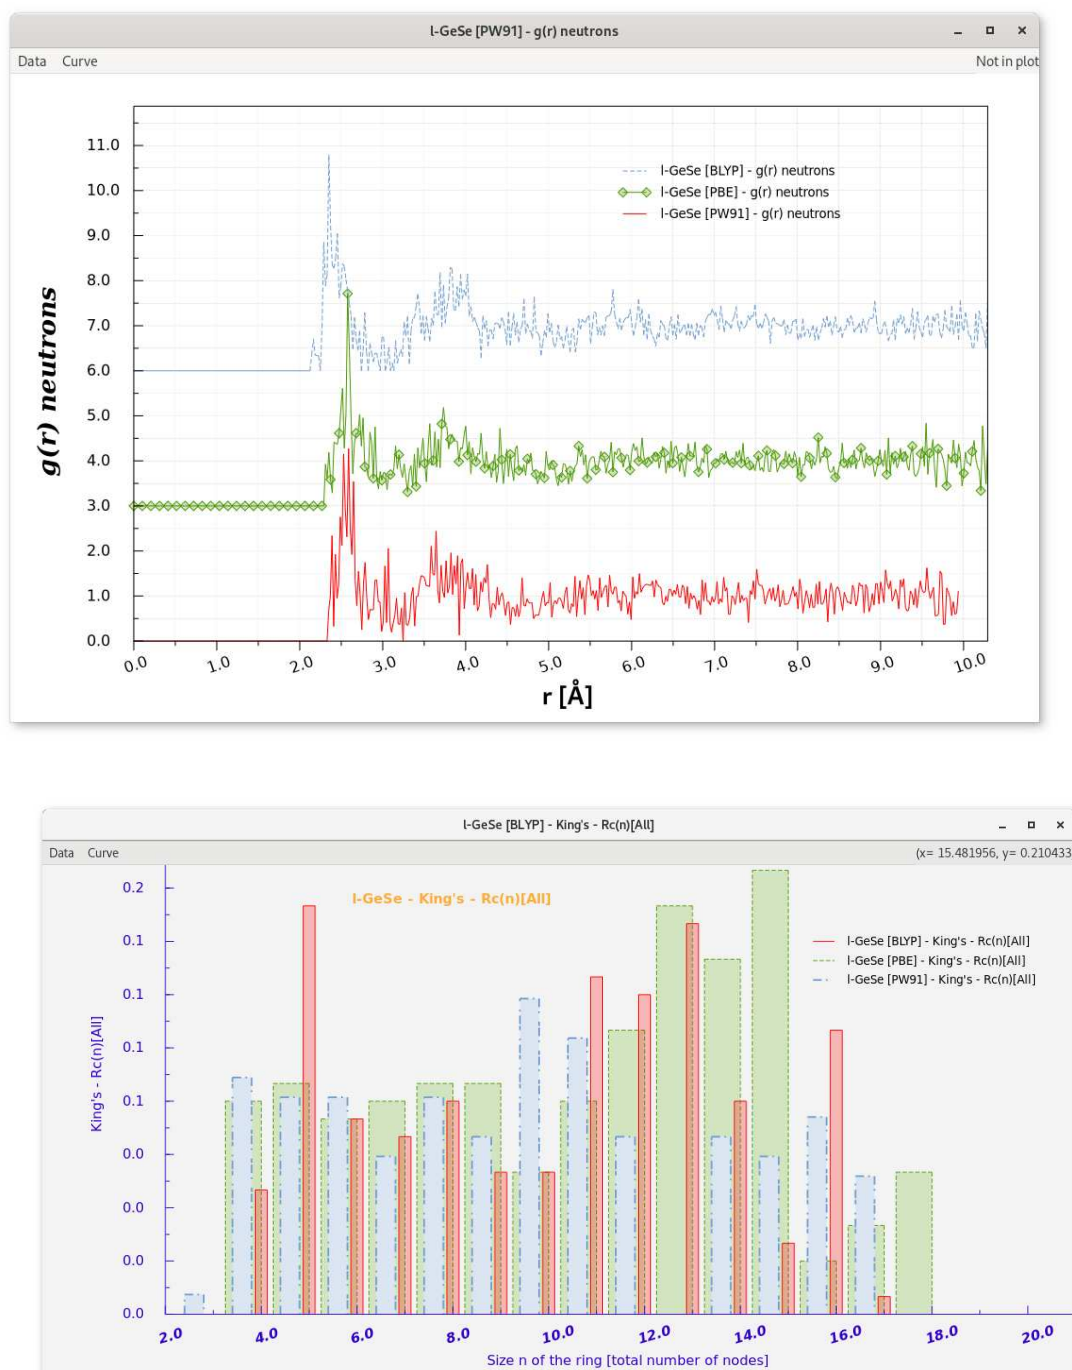 l-GeSe [PW91] - g(r) neutrons
Data Curve Not in plot
11.0
10.0
9.0
8.0
7.0
6.0
5.0
4.0
3.0
2.0
1.0
0.0
g(r) neutrons
l-GeSe [BLYP] - g(r) neutrons
l-GeSe [PBE] - g(r) neutrons
l-GeSe [PW91] - g(r) neutrons
0.0 1.0 2.0 3.0 4.0 5.0 6.0 7.0 8.0 9.0 10.0
r [Å]
l-GeSe [BLYP] - King's - Rc(n)[All]
Data Curve (x= 15.481956, y= 0.210433
l-GeSe - King's - Rc(n)[All]
0.2
0.1
0.1
0.1
0.1
0.0
0.0
0.0
0.0
King's - Rc(n)[All]
l-GeSe [BLYP] - King's - Rc(n)[All]
l-GeSe [PBE] - King's - Rc(n)[All]
l-GeSe [PW91] - King's - Rc(n)[All]
2.0 4.0 6.0 8.0 10.0 12.0 14.0 16.0 18.0 20.0
Size n of the ring [total number of nodes]